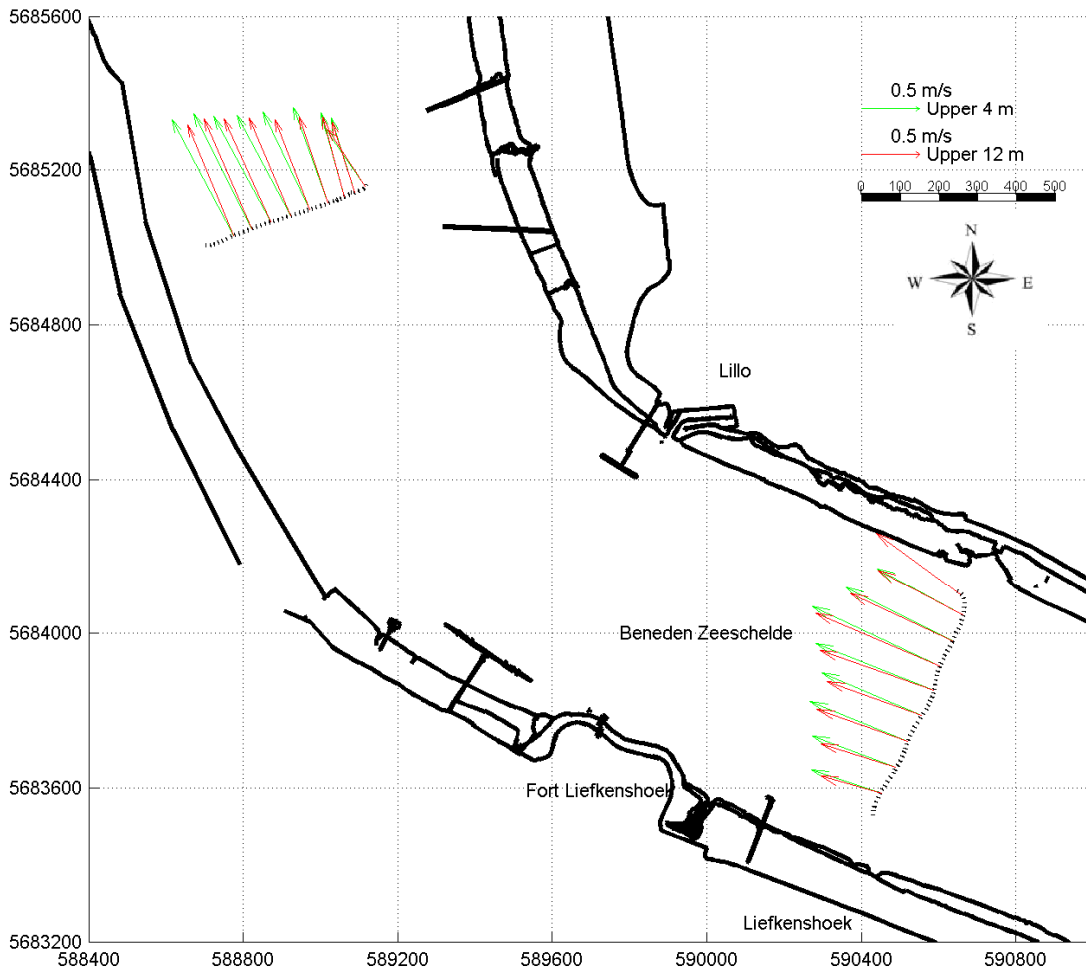 5685600
5685200
5684800
5684400
5684000
5683600
5683200
588400
588800
589200
589600
590000
590400
590800
0.5 m/s
Upper 4 m
0.5 m/s
Upper 12 m
0 100 200 300 400 500
N
W E
S
Lillo
Beneden Zeeschelde
Fort Liefkenshoek
Liefkenshoek